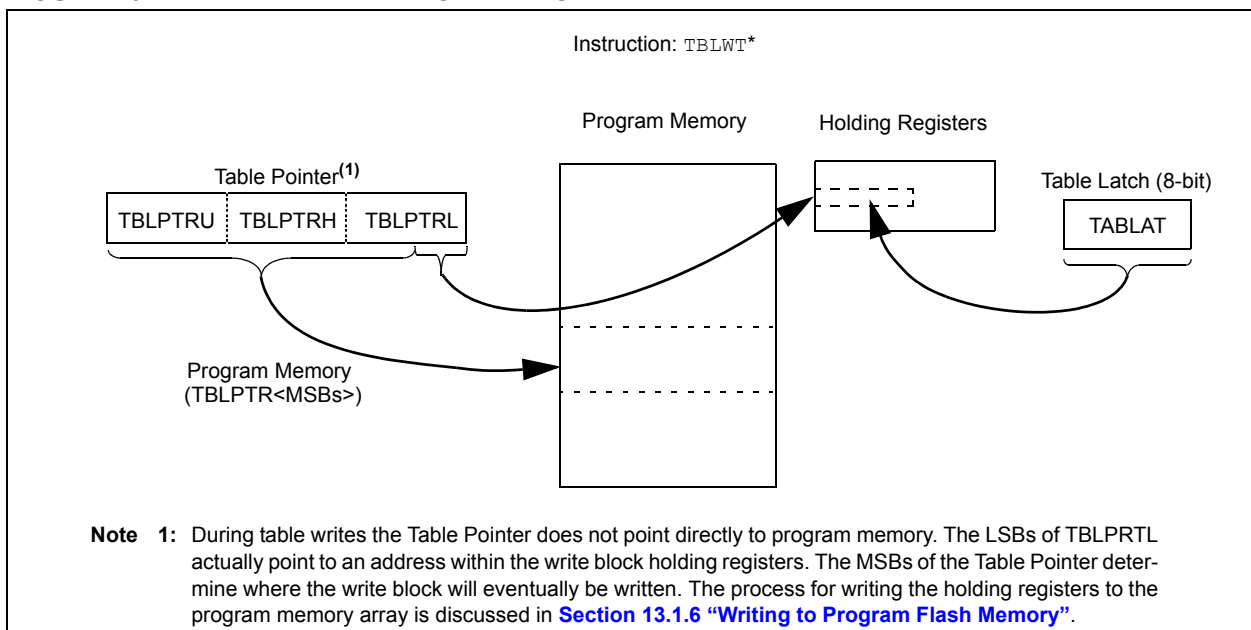 Instruction: TBLWT*
Program Memory
Holding Registers
Table Pointer(1)
Table Latch (8-bit)
TBLPTRU TBLPTRH TBLPTRL
TABLAT
Program Memory
(TBLPTR<MSBs>)
Note 1: During table writes the Table Pointer does not point directly to program memory. The LSBs of TBLPRTL
actually point to an address within the write block holding registers. The MSBs of the Table Pointer deter-
mine where the write block will eventually be written. The process for writing the holding registers to the
program memory array is discussed in Section 13.1.6 “Writing to Program Flash Memory”.